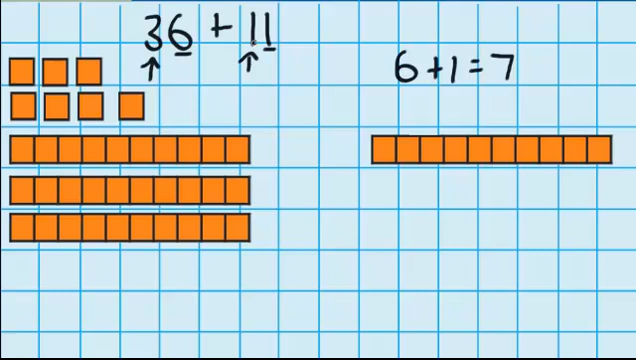 36 + 11
6 + 1 = 7